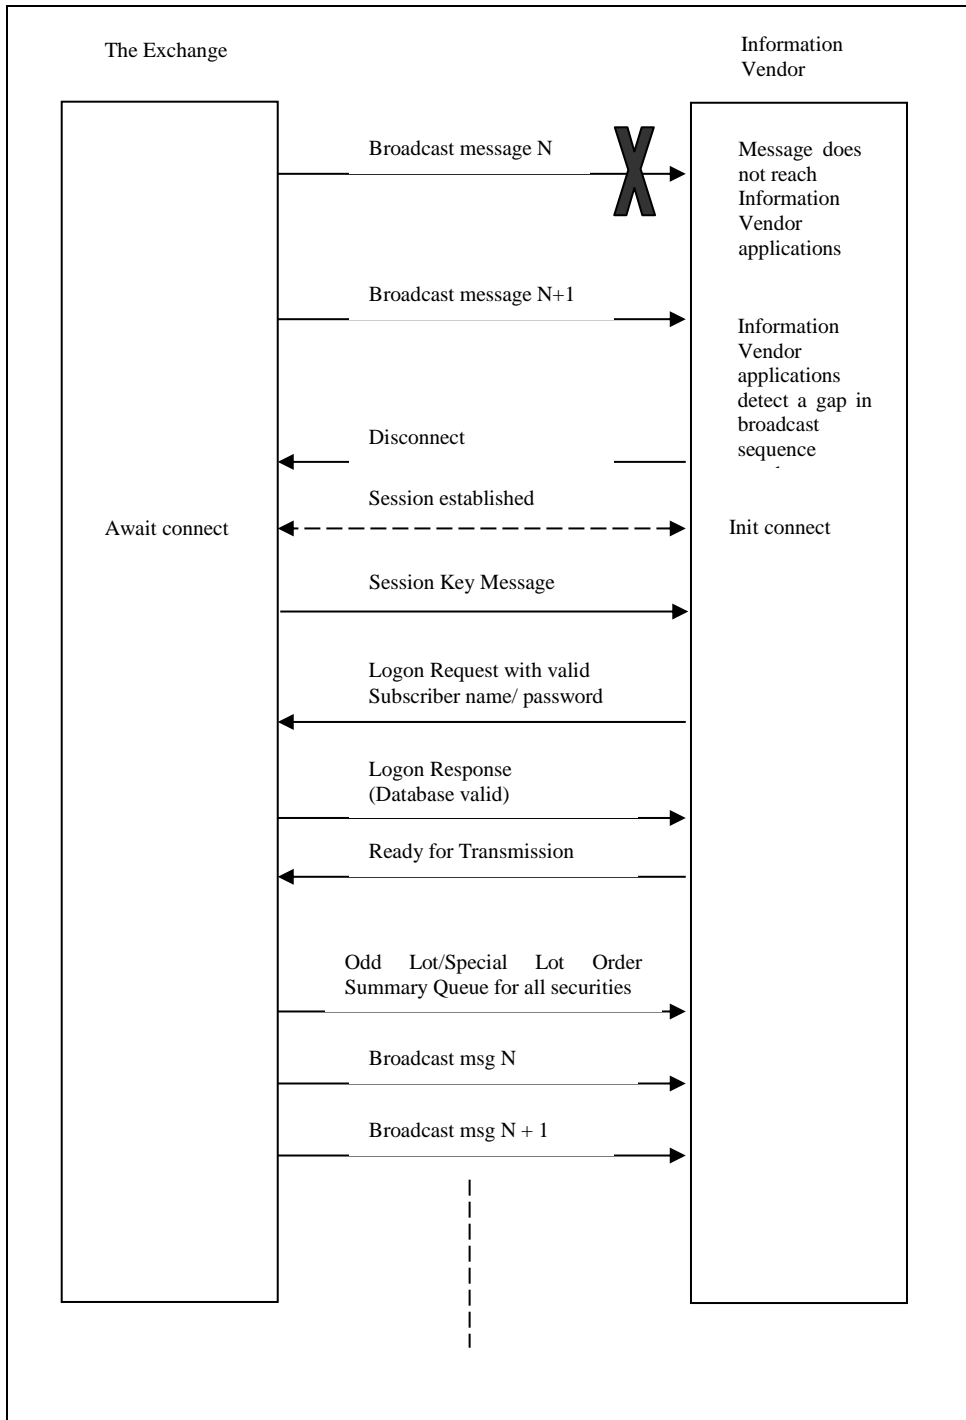 The Exchange
Information
Vendor
Broadcast message N
Message does
not reach
Information
Vendor
applications
Broadcast message N+1
Information
Vendor
applications
detect a gap in
broadcast
sequence
Disconnect
Session established
Await connect
Init connect
Session Key Message
Logon Request with valid
Subscriber name/ password
Logon Response
(Database valid)
Ready for Transmission
Odd Lot/Special Lot Order
Summary Queue for all securities
Broadcast msg N
Broadcast msg N + 1